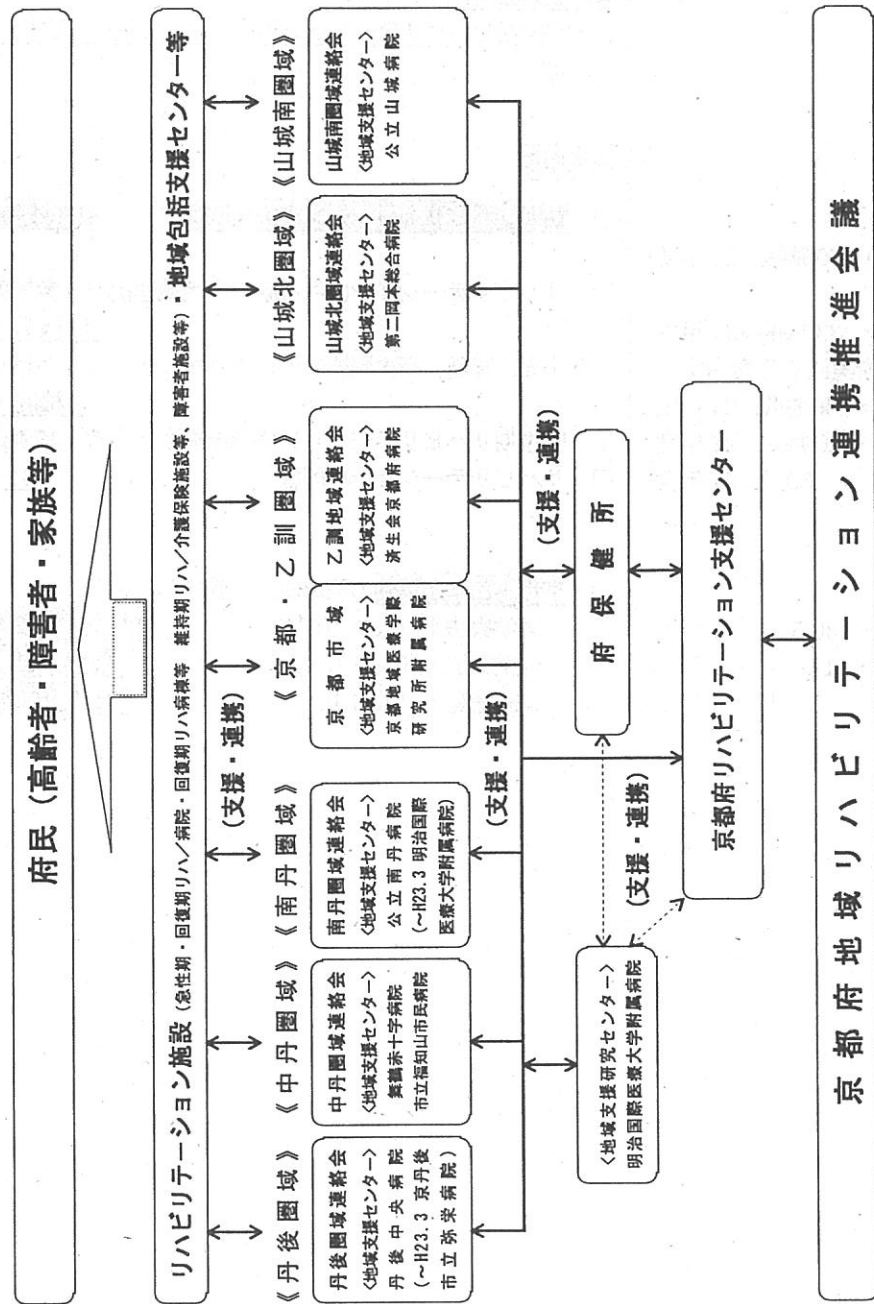 府民（高齢者・障害者・家族等）
リハビリテーション施設（急性期・回復期リハ／病院・回復期リハ病棟等　維持期リハ／介護保険施設等、障害者施設等）・地域包括支援センター等
（支援・連携）
《丹後圏域》
《中丹圏域》
《南丹圏域》
《京都・乙訓圏域》
《山城北圏域》
《山城南圏域》
丹後圏域連絡会
〈地域支援センター〉
丹後中央病院
（～H23.3 京丹後
市立弥栄病院）
中丹圏域連絡会
〈地域支援センター〉
舞鶴赤十字病院
市立福知山市民病院
南丹圏域連絡会
〈地域支援センター〉
公立南丹病院
（～H23.3 明治国際
医療大学附属病院）
京都市域
〈地域支援センター〉
京都地域医療学際
研究所附属病院
乙訓地域連絡会
〈地域支援センター〉
済生会京都府病院
山城北圏域連絡会
〈地域支援センター〉
第二岡本総合病院
山城南圏域連絡会
〈地域支援センター〉
公立山城病院
（支援・連携）
（支援・連携）
府保健所
〈地域支援研究センター〉
明治国際医療大学附属病院
（支援・連携）
京都府リハビリテーション支援センター
京都府地域リハビリテーション連携推進会議